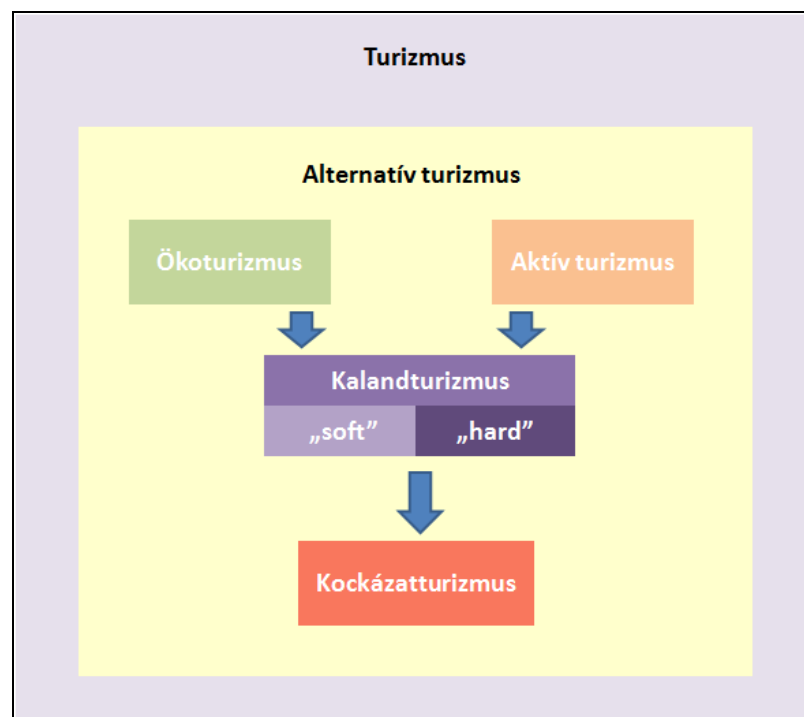 Turizmus
Alternatív turizmus
Ökoturizmus
Aktív turizmus
Kalandturizmus
„soft”
„hard”
Kockázatturizmus